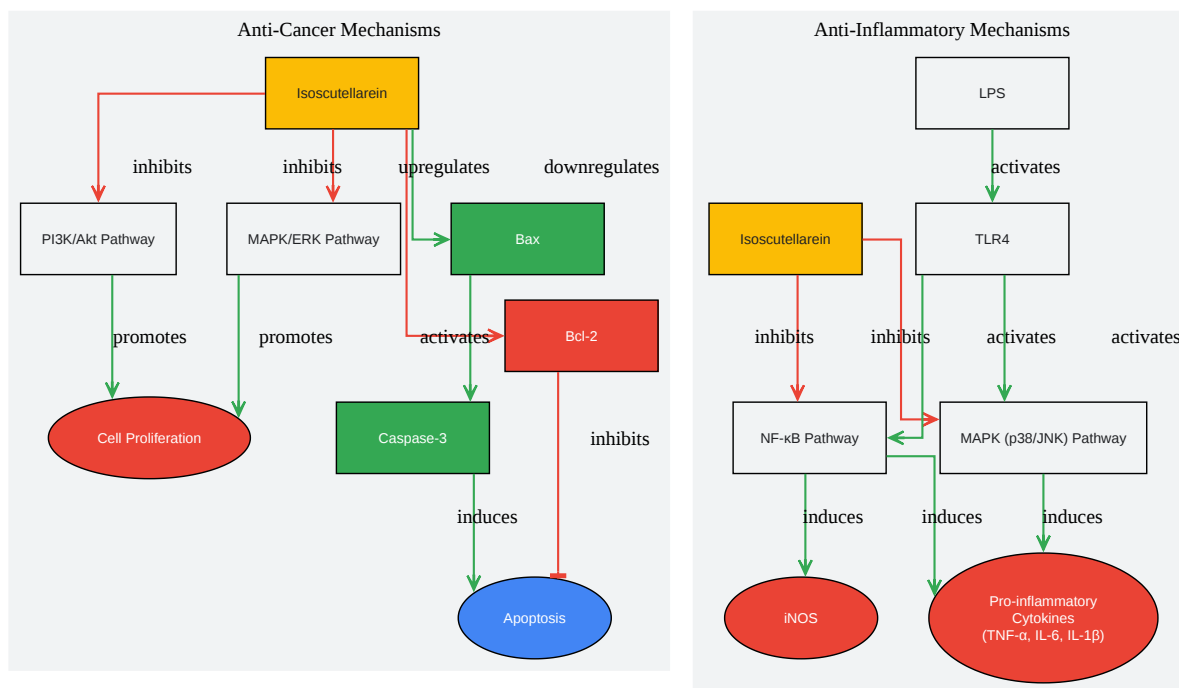 Anti-Cancer Mechanisms
Isoscutellarein
inhibits
inhibits
upregulates
downregulates
PI3K/Akt Pathway
MAPK/ERK Pathway
Bax
promotes
promotes
activates
Bcl-2
Cell Proliferation
Caspase-3
inhibits
induces
Apoptosis
Anti-Inflammatory Mechanisms
LPS
activates
Isoscutellarein
TLR4
inhibits
inhibits
activates
activates
NF-κB Pathway
MAPK (p38/JNK) Pathway
induces
induces
induces
iNOS
Pro-inflammatory
Cytokines
(TNF-α, IL-6, IL-1β)